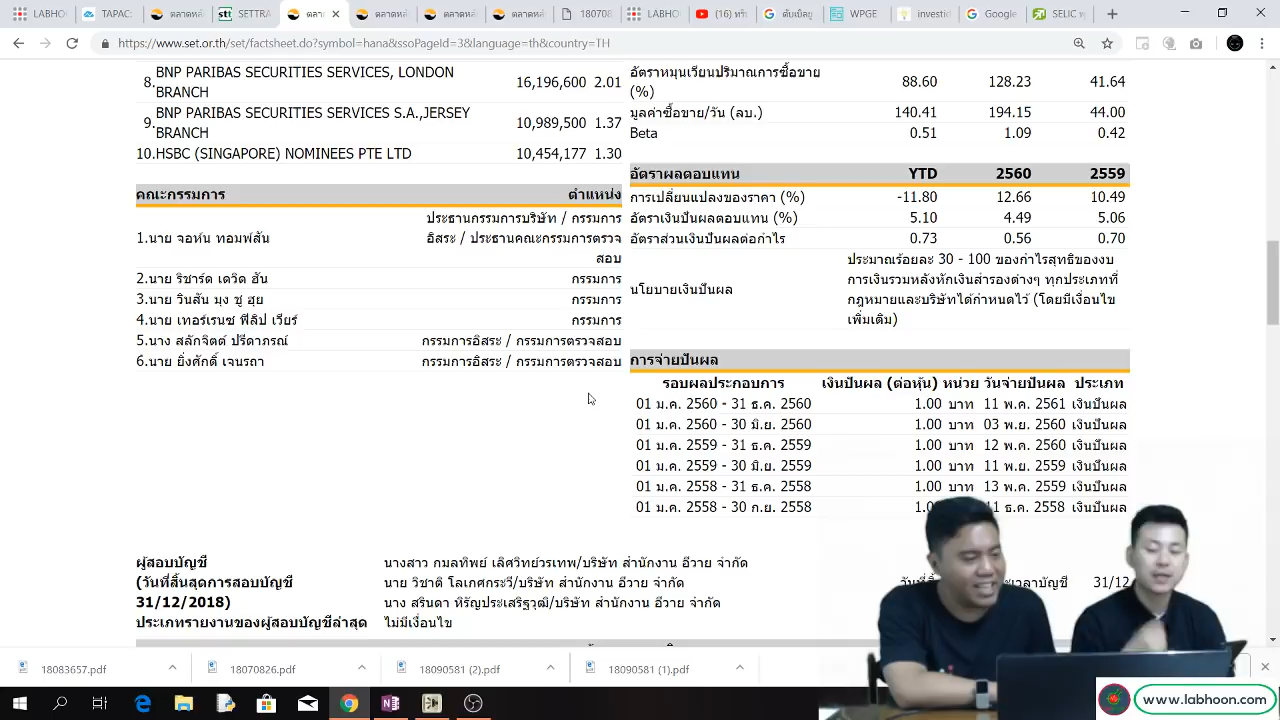 LABHO
TAPAC
ตลาดห
SETTRA
ตลา
ตลาดหลั
ตลาดหลั
ตลาดหลั
180708
LABHO
(16) ทริ
WPGE
investi
Google
SELIC
https://www.set.or.th/set/factsheet.do?symbol=hana&ssoPageId=3&language=th&country=TH
8. BNP PARIBAS SECURITIES SERVICES, LONDON BRANCH 16,196,600 2.01
9. BNP PARIBAS SECURITIES SERVICES S.A.,JERSEY BRANCH 10,989,500 1.37
10. HSBC (SINGAPORE) NOMINEES PTE LTD 10,454,177 1.30
คณะกรรมการ ตำแหน่ง
1.นาย จอห์น ทอมพ์สัน ประธานกรรมการบริษัท / กรรมการ
อิสระ / ประธานคณะกรรมการตรวจ
สอบ
2.นาย ริชาร์ด เดวิด ฮัน กรรมการ
3.นาย วินสัน มุง ชู ฮุย กรรมการ
4.นาย เทอร์เรนซ ฟีลิป เวียร์ กรรมการ
5.นาง สลักจิตต์ ปรีดาภรณ์ กรรมการอิสระ / กรรมการตรวจสอบ
6.นาย ยิ่งศักดิ์ เจนรถา กรรมการอิสระ / กรรมการตรวจสอบ
อัตราหมุนเวียนปริมาณการซื้อขาย
(%) 88.60 128.23 41.64
มูลค่าซื้อขาย/วัน (ลบ.) 140.41 194.15 44.00
Beta 0.51 1.09 0.42
อัตราผลตอบแทน YTD 2560 2559
การเปลี่ยนแปลงของราคา (%) -11.80 12.66 10.49
อัตราเงินปันผลตอบแทน (%) 5.10 4.49 5.06
อัตราส่วนเงินปันผลต่อกำไร 0.73 0.56 0.70
นโยบายเงินปันผล ประมาณร้อยละ 30 - 100 ของกำไรสุทธิของงบ
การเงินรวมหลังหักเงินสำรองต่างๆ ทุกประเภทที่
กฎหมายและบริษัทได้กำหนดไว้ (โดยมีเงื่อนไข
เพิ่มเติม)
การจ่ายปันผล
รอบผลประกอบการ เงินปันผล (ต่อหุ้น) หน่วย วันจ่ายปันผล ประเภท
01 ม.ค. 2560 - 31 ธ.ค. 2560 1.00 บาท 11 พ.ค. 2561 เงินปันผล
01 ม.ค. 2560 - 30 มิ.ย. 2560 1.00 บาท 03 พ.ย. 2560 เงินปันผล
01 ม.ค. 2559 - 31 ธ.ค. 2559 1.00 บาท 12 พ.ค. 2560 เงินปันผล
01 ม.ค. 2559 - 30 มิ.ย. 2559 1.00 บาท 11 พ.ย. 2559 เงินปันผล
01 ม.ค. 2558 - 31 ธ.ค. 2558 1.00 บาท 13 พ.ค. 2559 เงินปันผล
01 ม.ค. 2558 - 30 ก.ย. 2558 ธ.ค. 2558 เงินปันผล
ผู้สอบบัญชี นางสาว กมลทิพย์ เลิศวิทย์วรเทพ/บริษัท สำนักงาน อีวาย จำกัด
(วันที่สิ้นสุดการสอบบัญชี นาย วิชาติ โลเกศกระวี/บริษัท สำนักงาน อีวาย จำกัด
31/12/2018) นาง สรินดา หิรัญประเสริฐวุฒิ/บริษัท สำนักงาน อีวาย จำกัด
ประเภทรายงานของผู้สอบบัญชีล่าสุด ไม่มีเงื่อนไข
31/12
18083657.pdf
18070826.pdf
18090581 (2).pdf
18090581 (1).pdf
www.labhoon.com